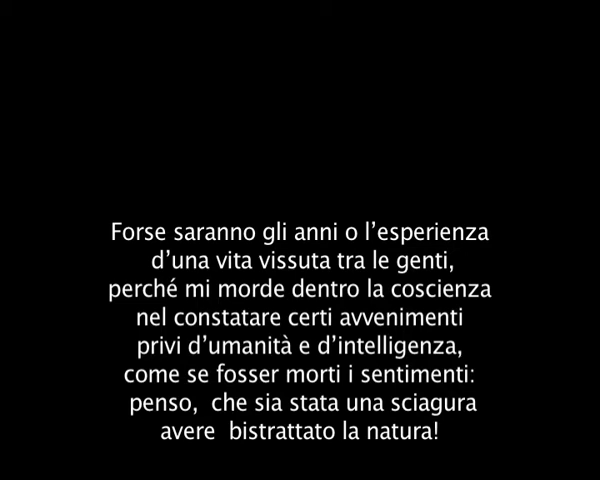 Forse saranno gli anni o l’esperienza
d’una vita vissuta tra le genti,
perché mi morde dentro la coscienza
nel constatare certi avvenimenti
privi d’umanità e d’intelligenza,
come se fosser morti i sentimenti:
penso,  che sia stata una sciagura
avere  bistrattato la natura!